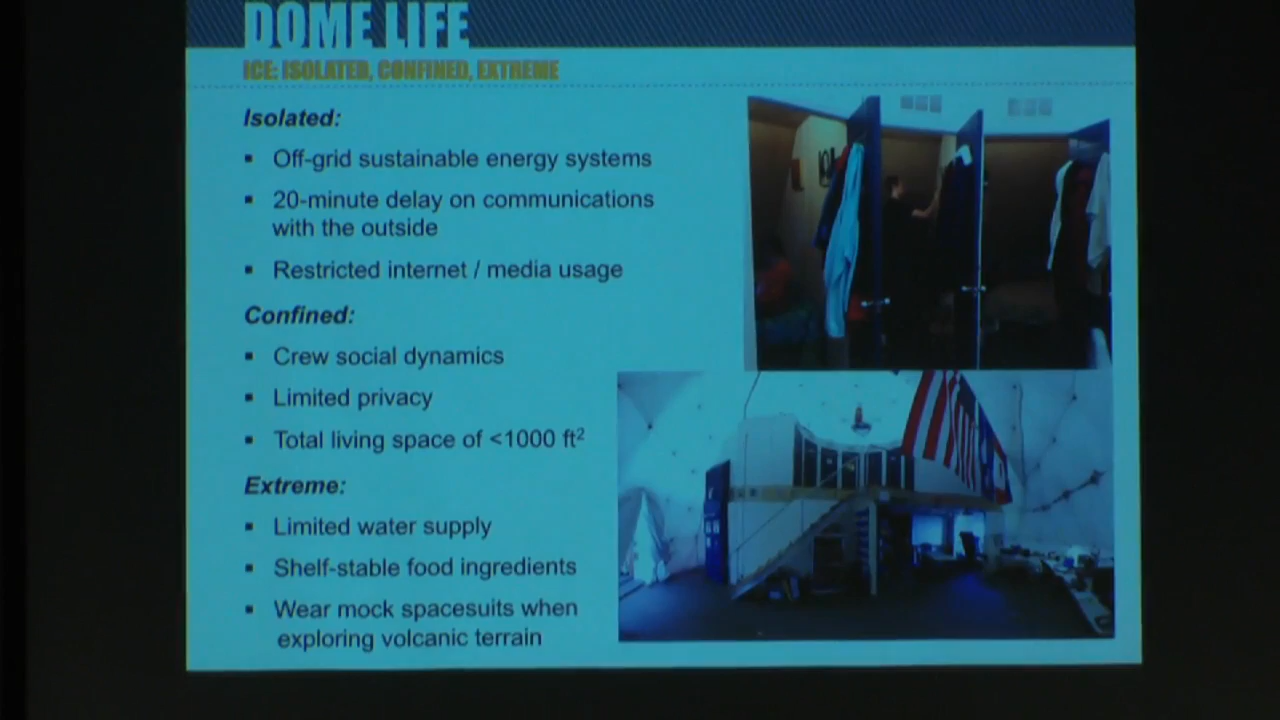 DOME LIFE
ICE: ISOLATED, CONFINED, EXTREME
Isolated:
▪ Off-grid sustainable energy systems
▪ 20-minute delay on communications
with the outside
▪ Restricted internet / media usage
Confined:
▪ Crew social dynamics
▪ Limited privacy
▪ Total living space of <1000 ft²
Extreme:
▪ Limited water supply
▪ Shelf-stable food ingredients
▪ Wear mock spacesuits when
exploring volcanic terrain